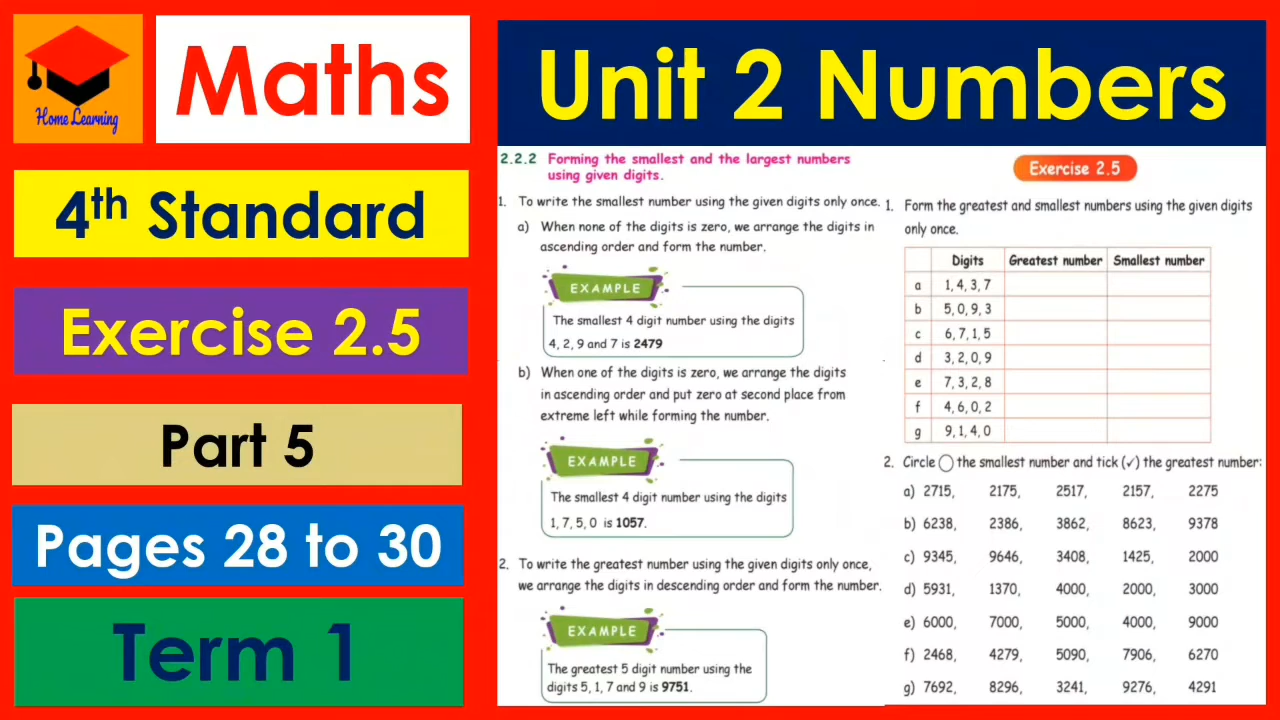 Home Learning
Maths
4th Standard
Exercise 2.5
Part 5
Pages 28 to 30
Term 1
Unit 2 Numbers
2.2.2 Forming the smallest and the largest numbers
using given digits.
1. To write the smallest number using the given digits only once.
a) When none of the digits is zero, we arrange the digits in
ascending order and form the number.
EXAMPLE
The smallest 4 digit number using the digits
4, 2, 9 and 7 is 2479
b) When one of the digits is zero, we arrange the digits
in ascending order and put zero at second place from
extreme left while forming the number.
EXAMPLE
The smallest 4 digit number using the digits
1, 7, 5, 0 is 1057.
2. To write the greatest number using the given digits only once,
we arrange the digits in descending order and form the number.
EXAMPLE
The greatest 5 digit number using the
digits 5, 1, 7 and 9 is 9751.
Exercise 2.5
1. Form the greatest and smallest numbers using the given digits
only once.
Digits Greatest number Smallest number
a 1, 4, 3, 7
b 5, 0, 9, 3
c 6, 7, 1, 5
d 3, 2, 0, 9
e 7, 3, 2, 8
f 4, 6, 0, 2
g 9, 1, 4, 0
2. Circle ◯ the smallest number and tick (✓) the greatest number:
a) 2715, 2175, 2517, 2157, 2275
b) 6238, 2386, 3862, 8623, 9378
c) 9345, 9646, 3408, 1425, 2000
d) 5931, 1370, 4000, 2000, 3000
e) 6000, 7000, 5000, 4000, 9000
f) 2468, 4279, 5090, 7906, 6270
g) 7692, 8296, 3241, 9276, 4291